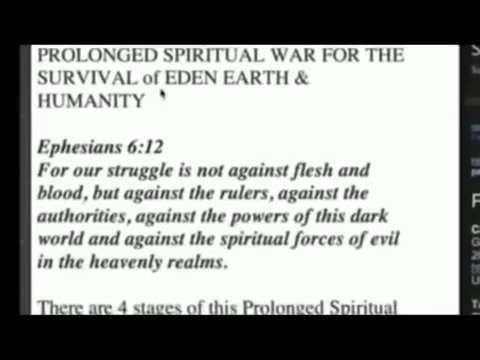 PROLONGED SPIRITUAL WAR FOR THE
SURVIVAL of EDEN EARTH &
HUMANITY
Ephesians 6:12
For our struggle is not against flesh and
blood, but against the rulers, against the
authorities, against the powers of this dark
world and against the spiritual forces of evil
in the heavenly realms.
There are 4 stages of this Prolonged Spiritual